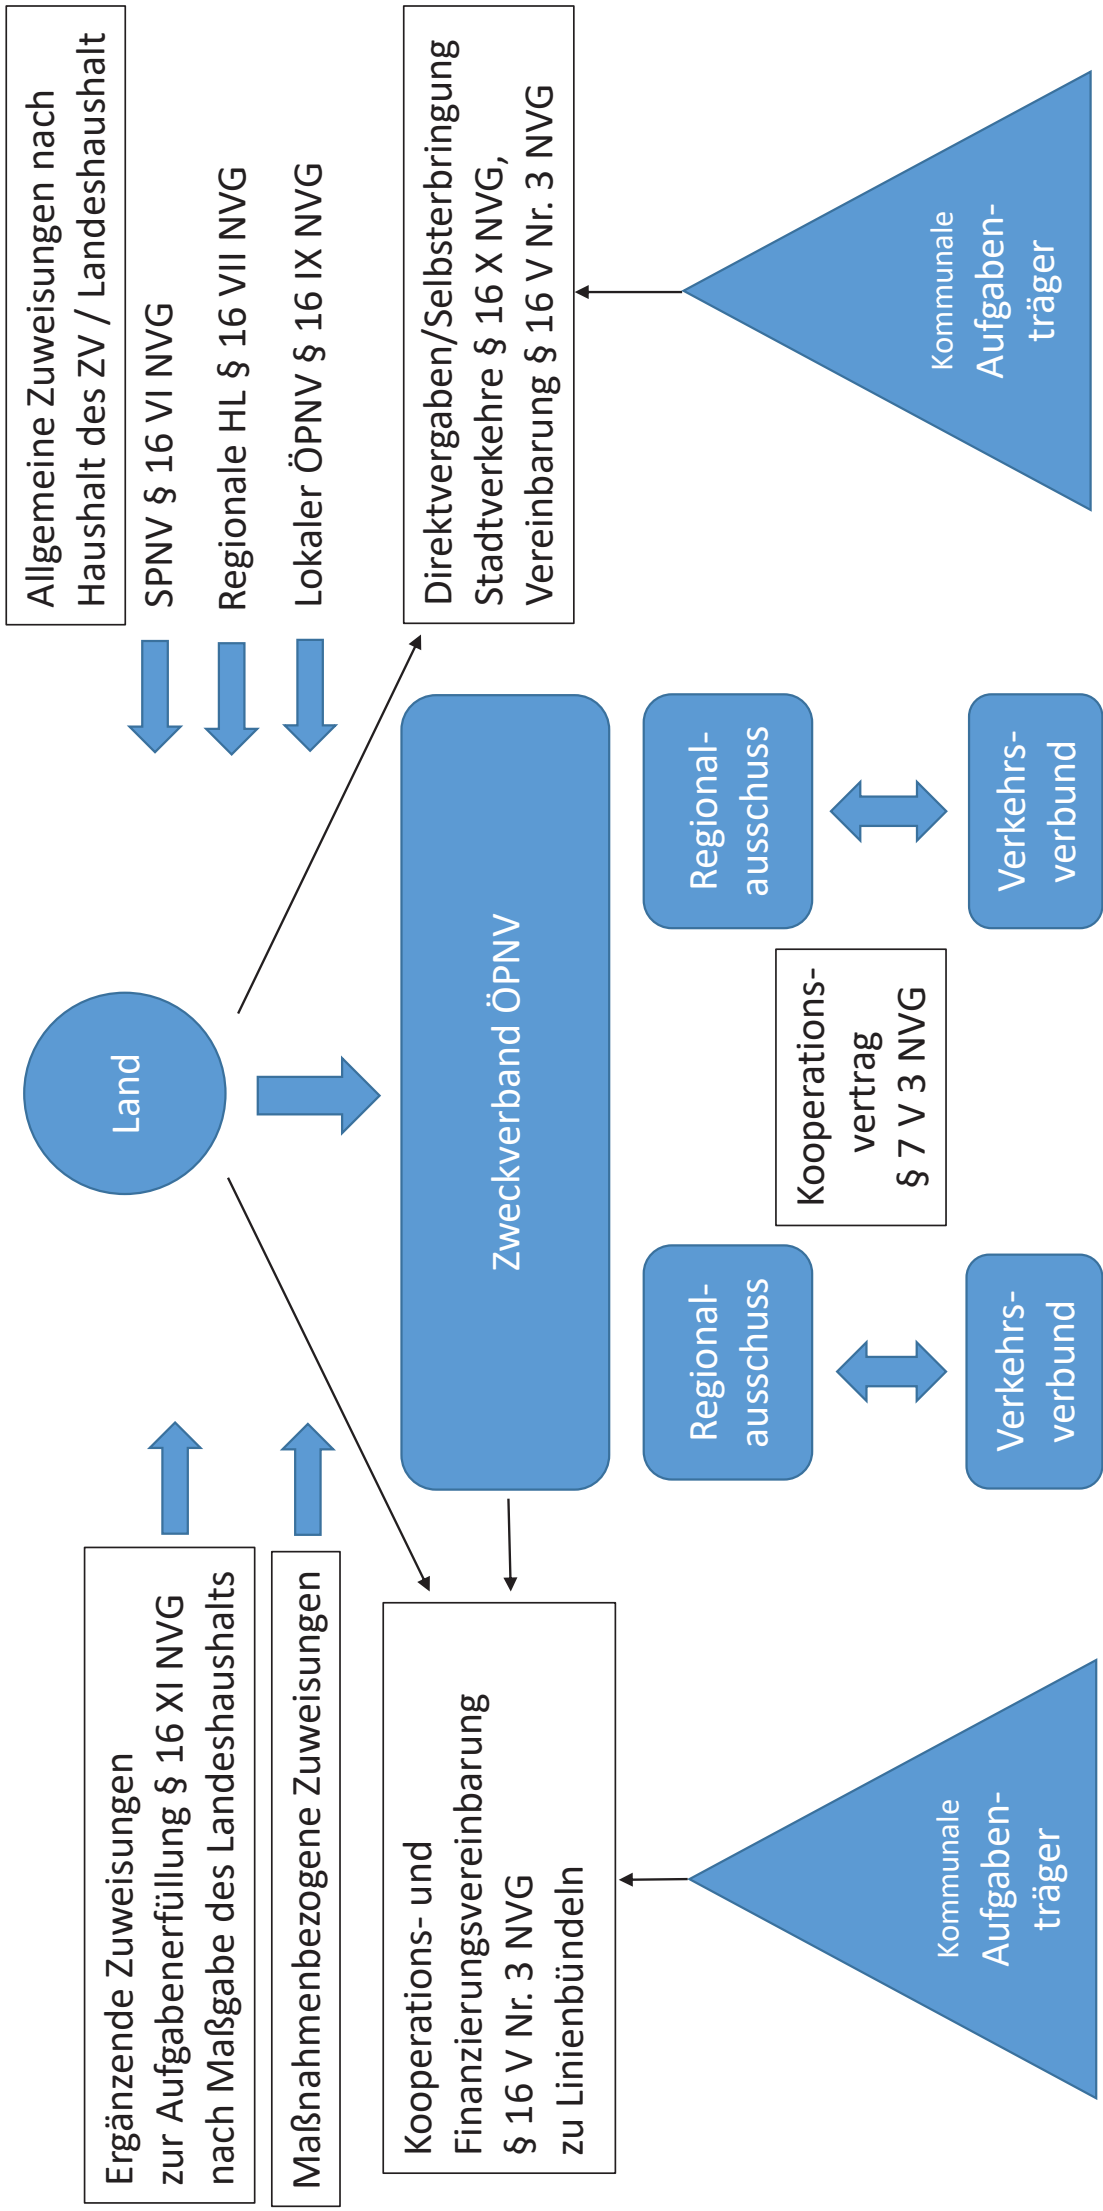 Ergänzende Zuweisungen
zur Aufgabenerfüllung § 16 XI NVG
nach Maßgabe des Landeshaushalts
Maßnahmenbezogene Zuweisungen
Land
Allgemeine Zuweisungen nach
Haushalt des ZV / Landeshaushalt
SPNV § 16 VI NVG
Regionale HL § 16 VII NVG
Lokaler ÖPNV § 16 IX NVG
Kooperations- und
Finanzierungsvereinbarung
§ 16 V Nr. 3 NVG
zu Linienbündeln
Zweckverband ÖPNV
Direktvergaben/Selbsterbringung
Stadtverkehre § 16 X NVG,
Vereinbarung § 16 V Nr. 3 NVG
Regional-
ausschuss
Regional-
ausschuss
Kooperations-
vertrag
§ 7 V 3 NVG
Kommunale
Aufgaben-
träger
Verkehrs-
verbund
Verkehrs-
verbund
Kommunale
Aufgaben-
träger